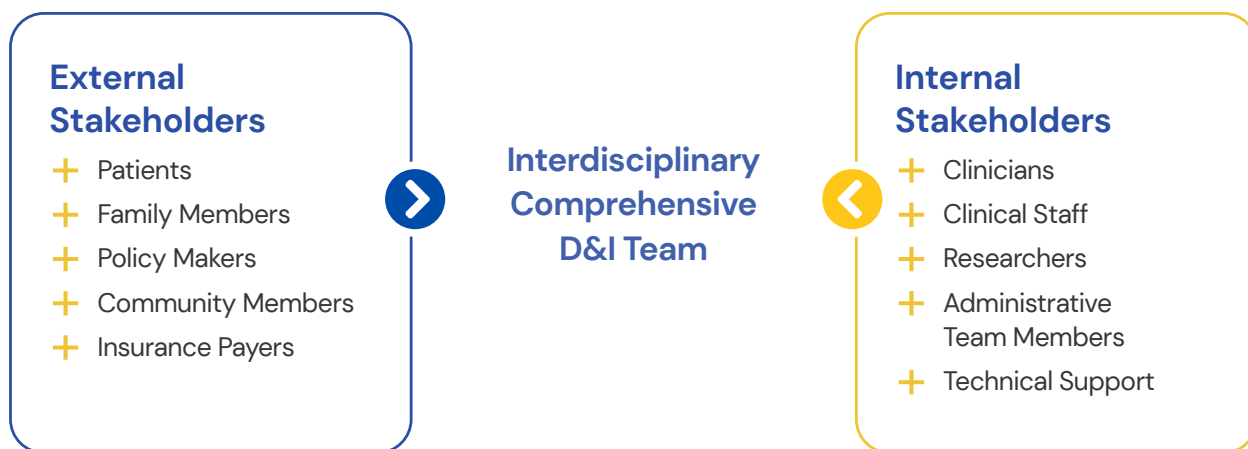 External
Stakeholders
Patients
Family Members
Policy Makers
Community Members
Insurance Payers
Interdisciplinary
Comprehensive
D&I Team
Internal
Stakeholders
Clinicians
Clinical Staff
Researchers
Administrative
Team Members
Technical Support